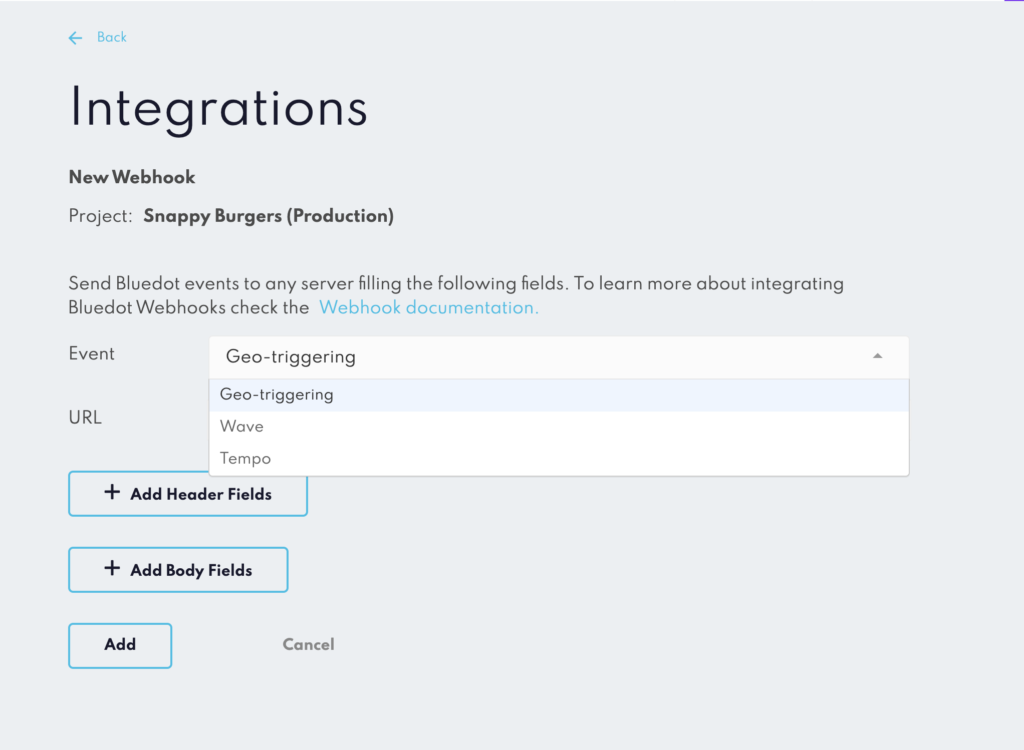 Back
Integrations
New Webhook
Project: Snappy Burgers (Production)
Send Bluedot events to any server filling the following fields. To learn more about integrating
Bluedot Webhooks check the Webhook documentation.
Event
Geo-triggering
Geo-triggering
Wave
Tempo
URL
+ Add Header Fields
+ Add Body Fields
Add
Cancel